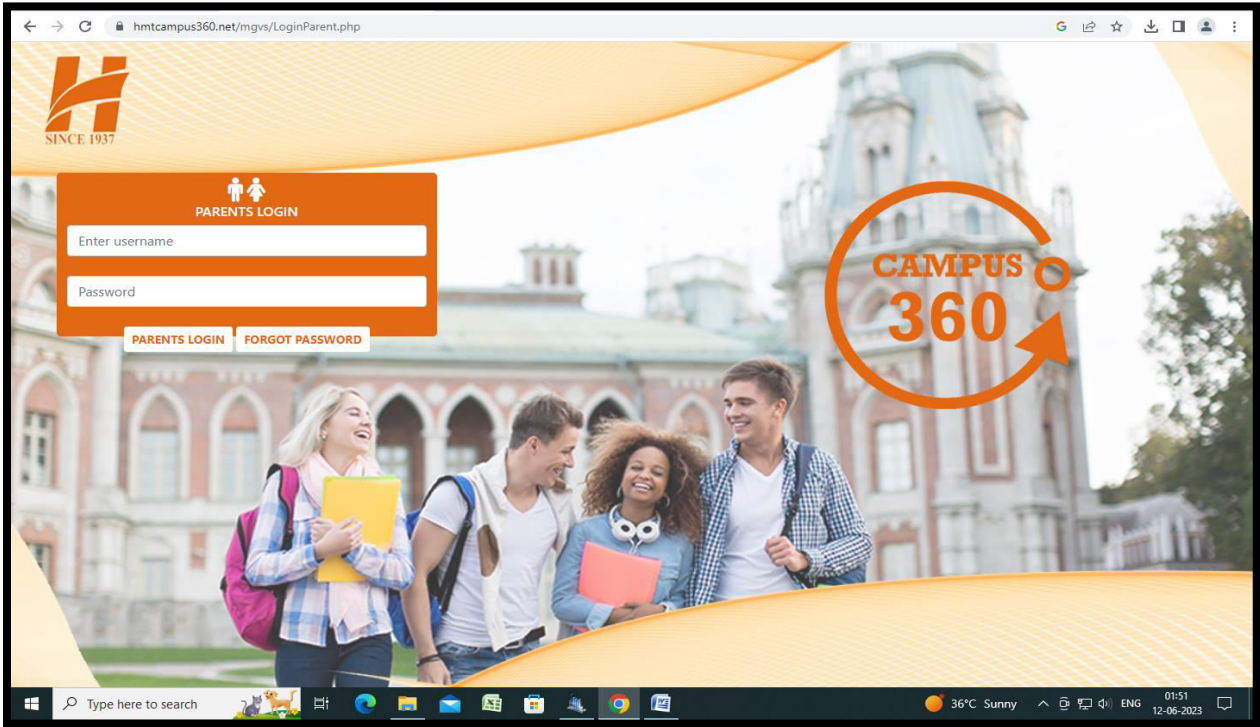 hmtcampus360.net/mgvs/LoginParent.php
SINCE 1937
PARENTS LOGIN
Enter username
Password
PARENTS LOGIN FORGOT PASSWORD
CAMPUS
360
Type here to search
36°C Sunny
ENG
01:51
12-06-2023